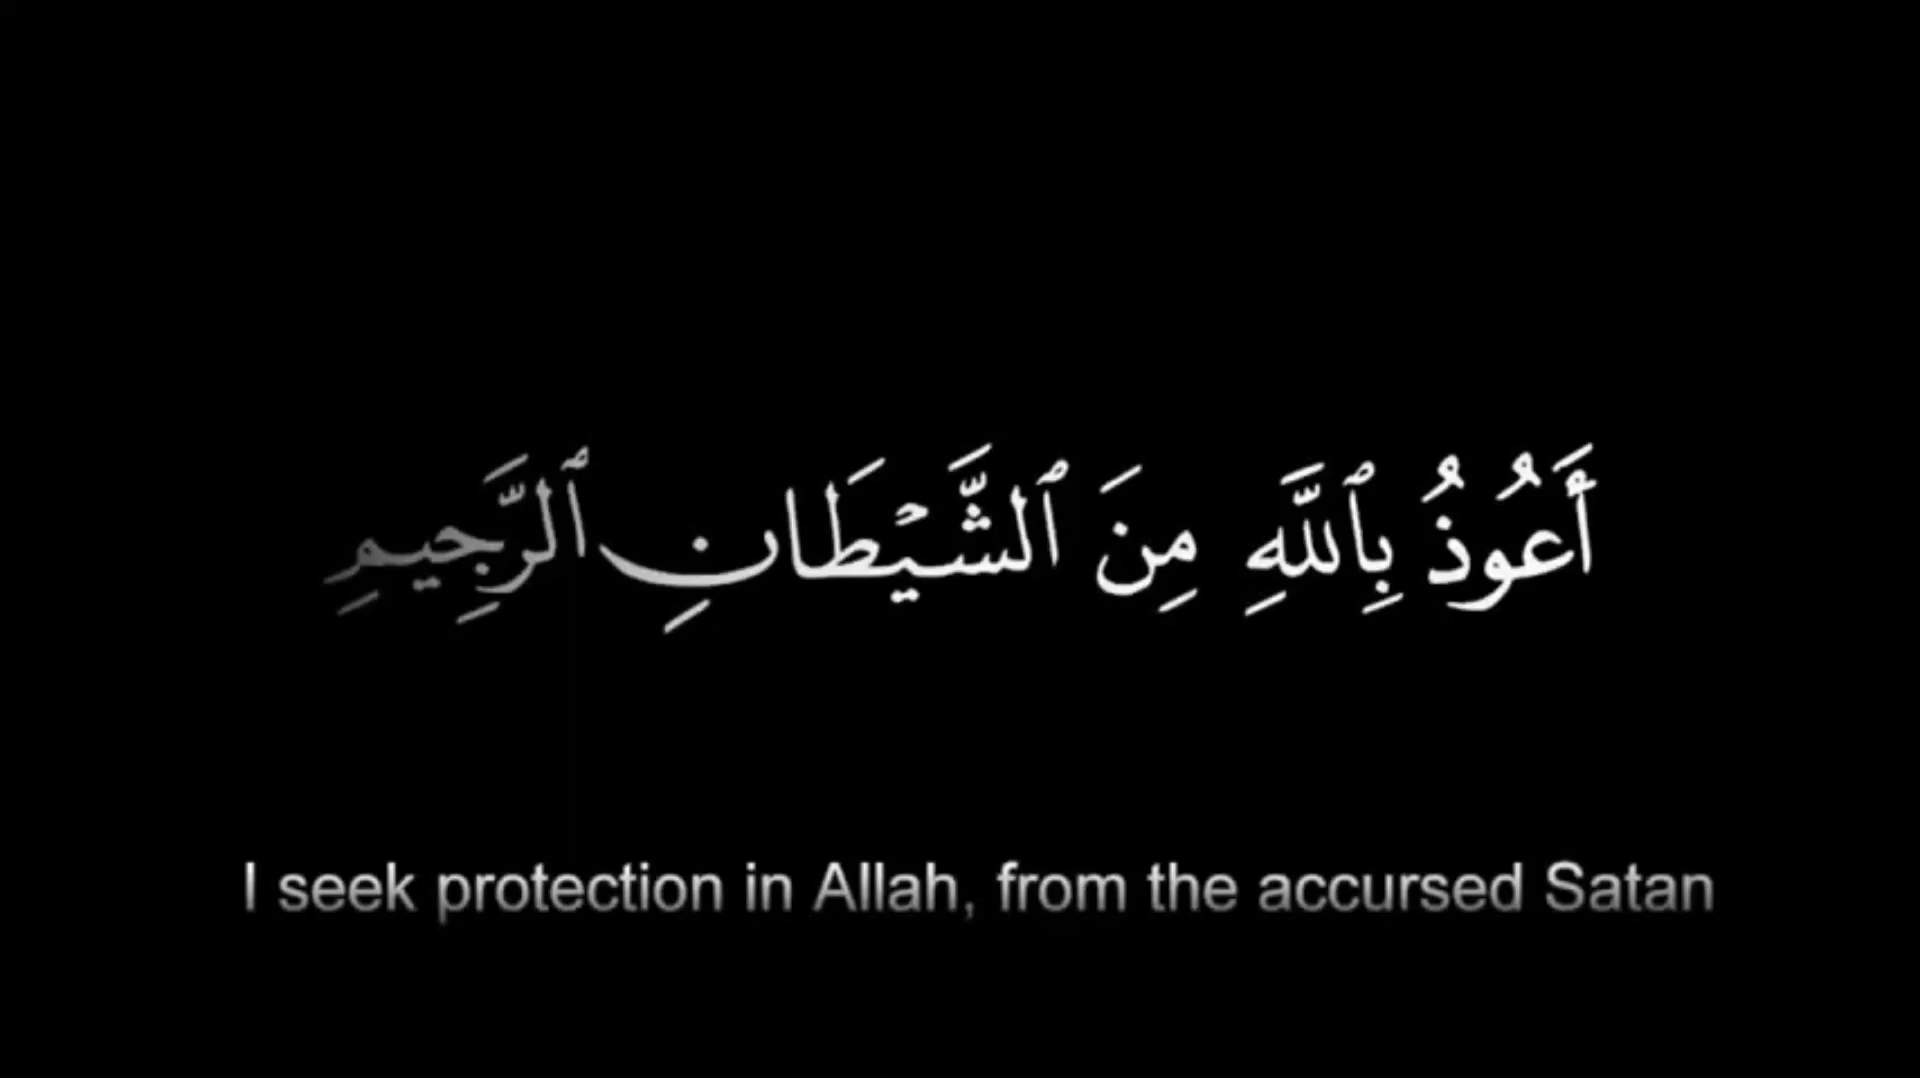 أَعُوذُ بِٱللَّهِ مِنَ ٱلشَّيۡطَانِ ٱلرَّجِيمِ
I seek protection in Allah, from the accursed Satan